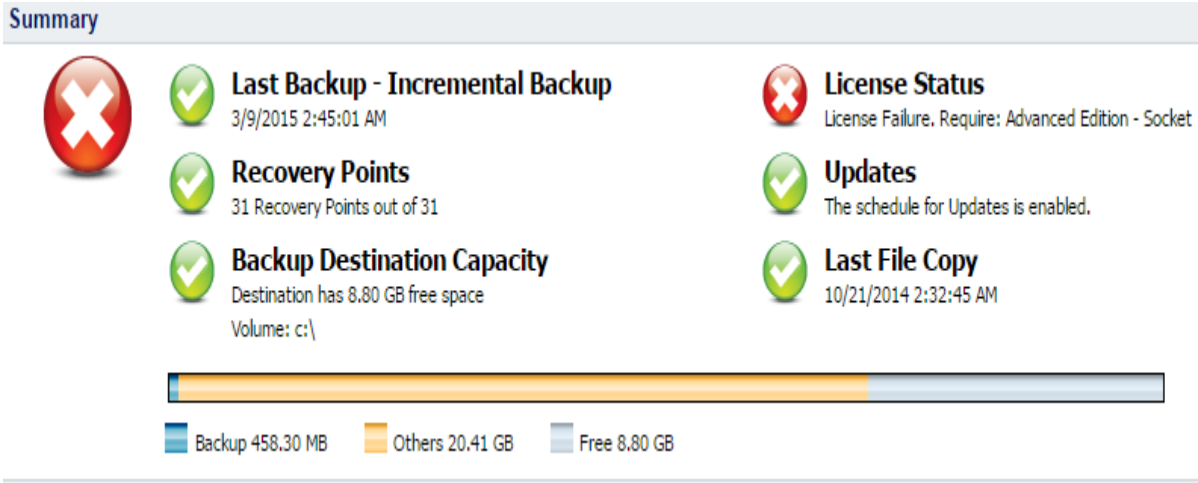 Summary
Last Backup - Incremental Backup
3/9/2015 2:45:01 AM
License Status
License Failure. Require: Advanced Edition - Socket
Recovery Points
31 Recovery Points out of 31
Updates
The schedule for Updates is enabled.
Backup Destination Capacity
Destination has 8.80 GB free space
Volume: c:\
Last File Copy
10/21/2014 2:32:45 AM
Backup 458.30 MB
Others 20.41 GB
Free 8.80 GB